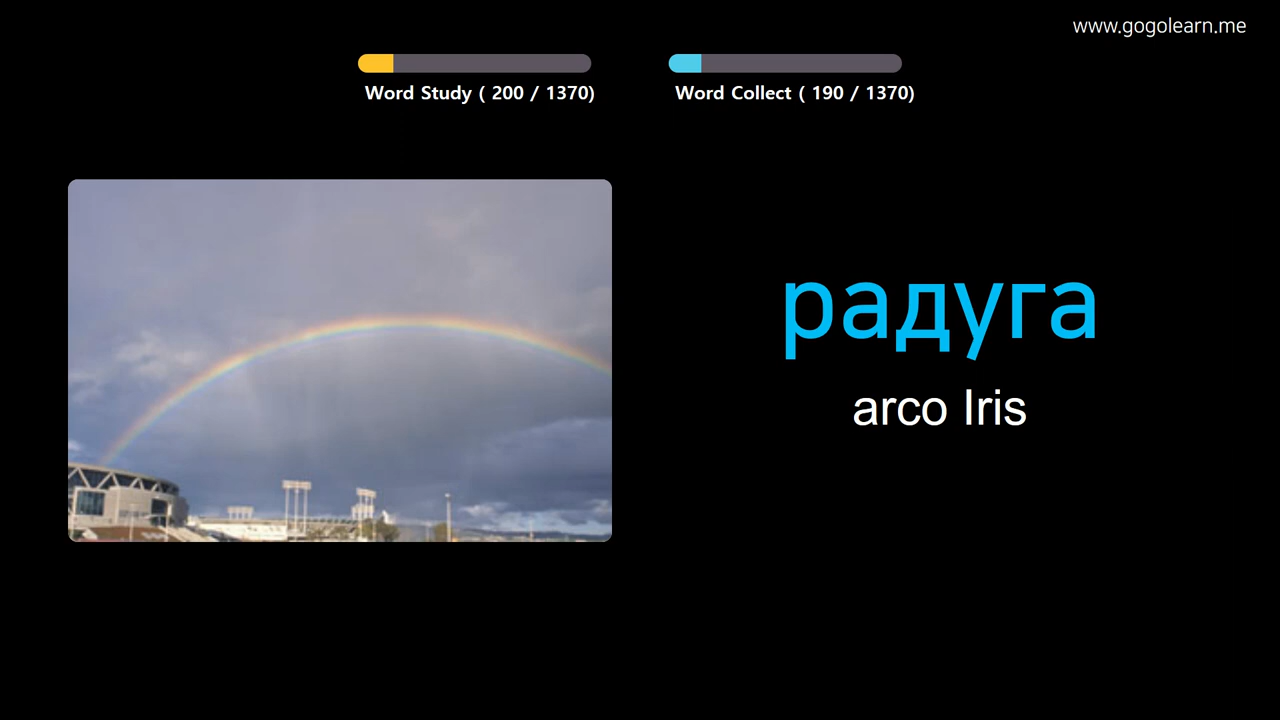 www.gogolearn.me
Word Study ( 200 / 1370)
Word Collect ( 190 / 1370)
радуга
arco Iris